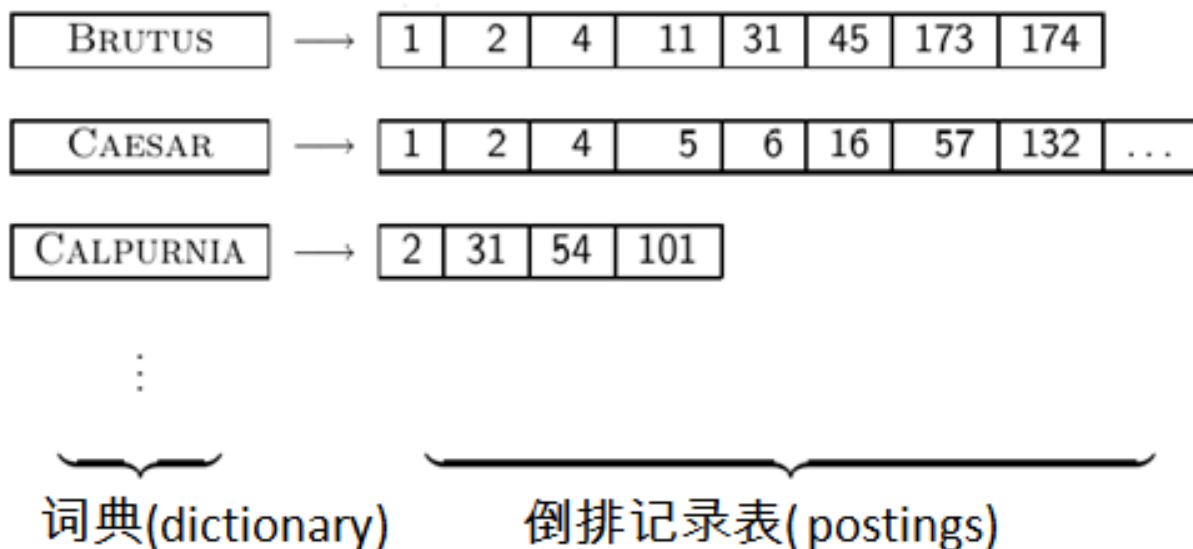 BRUTUS → 1 2 4 11 31 45 173 174
CAESAR → 1 2 4 5 6 16 57 132 ...
CALPURNIA → 2 31 54 101
⋮
词典(dictionary) 倒排记录表( postings)